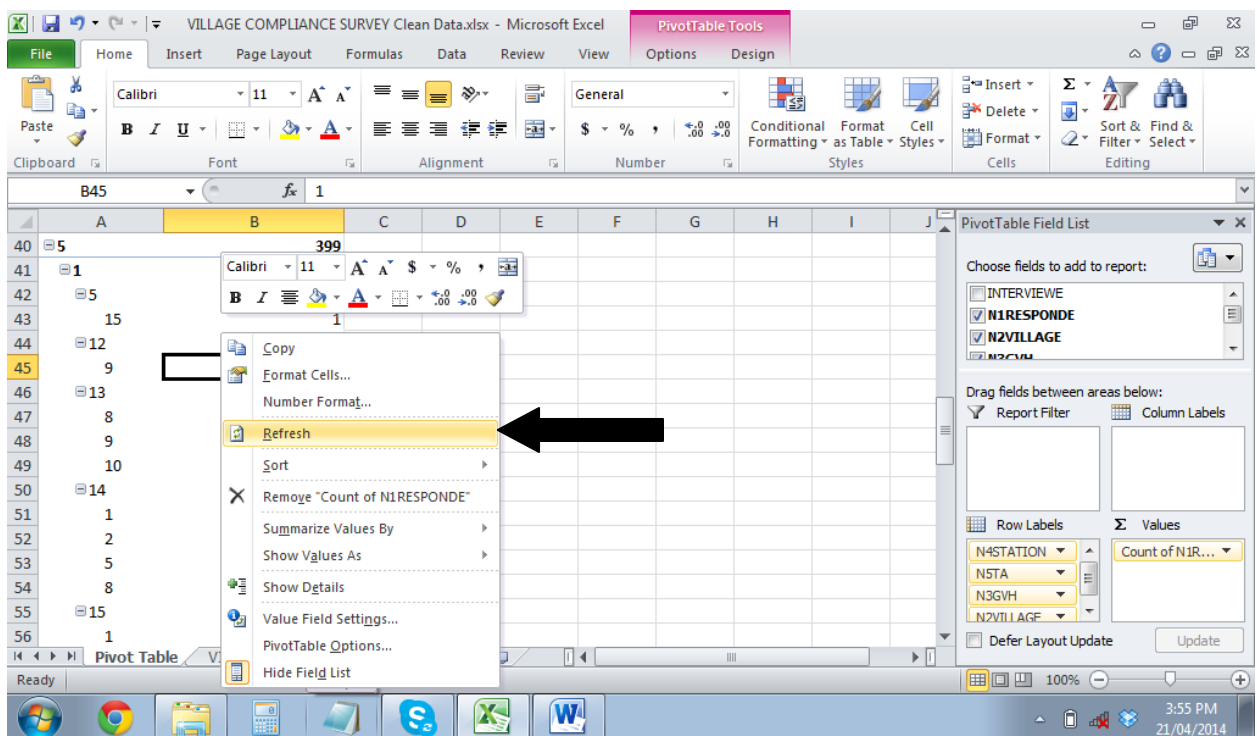 VILLAGE COMPLIANCE SURVEY Clean Data.xlsx - Microsoft Excel
PivotTable Tools
File Home Insert Page Layout Formulas Data Review View Options Design
Paste
Calibri 11
B I U
General
$ % ,
Conditional Formatting
Format as Table
Cell Styles
Insert
Delete
Format
Σ
Sort & Filter
Find & Select
Clipboard Font Alignment Number Styles Cells Editing
B45 fx 1
A B C D E F G H I J
40 5 399
41 1
42 5
43 15 1
44 12
45 9
46 13
47 8
48 9
49 10
50 14
51 1
52 2
53 5
54 8
55 15
56 1
Calibri 11 A A $ % ,
B I A
Copy
Format Cells...
Number Format...
Refresh
Sort
Remove "Count of N1RESPONDE"
Summarize Values By
Show Values As
Show Details
Value Field Settings...
PivotTable Options...
Hide Field List
PivotTable Field List
Choose fields to add to report:
INTERVIEWE
N1RESPONDE
N2VILLAGE
N3GVH
Drag fields between areas below:
Report Filter Column Labels
Row Labels Σ Values
N4STATION Count of N1R...
N5TA
N3GVH
N2VILLAGE
Defer Layout Update Update
Pivot Table
Ready 100%
3:55 PM
21/04/2014